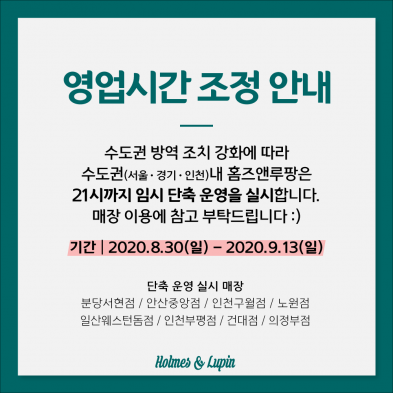 영업시간 조정 안내
수도권 방역 조치 강화에 따라
수도권(서울·경기·인천)내 홈즈앤루팡은
21시까지 임시 단축 운영을 실시합니다.
매장 이용에 참고 부탁드립니다 :)
기간 | 2020.8.30(일) – 2020.9.13(일)
단축 운영 실시 매장
분당서현점 / 안산중앙점 / 인천구월점 / 노원점
일산웨스턴돔점 / 인천부평점 / 건대점 / 의정부점
Holmes & Lupin